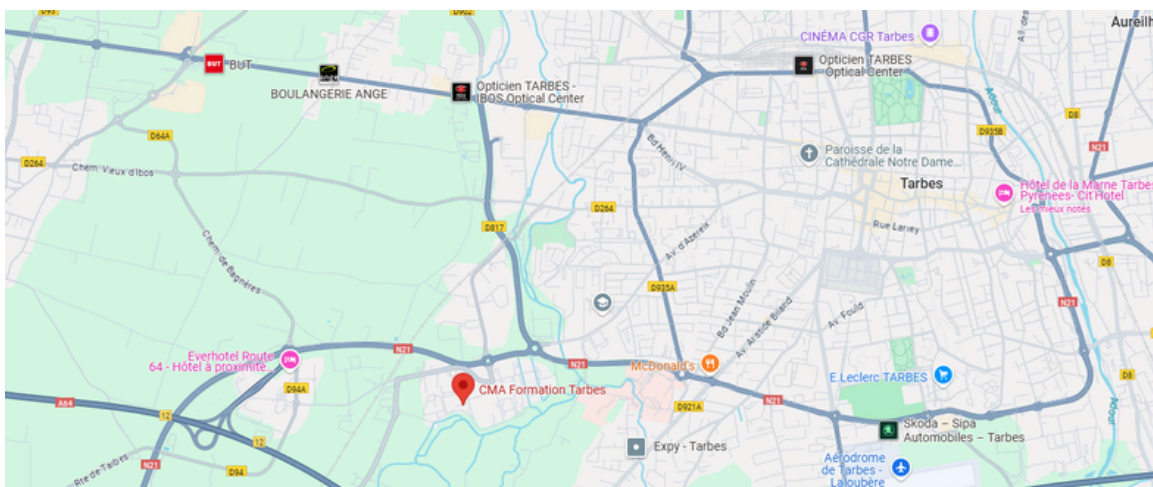 D93
D902
Aureilh
All. des
CINÉMA CGR Tarbes
BUT
BUT
BOULANGERIE ANGE
Opticien TARBES -
IBOS Optical Center
Opticien TARBES
Optical Center
Adour
D8
D64A
D935B
N21
Bd Henri IV
D264
Chem. Vieux d'Ibos
Paroisse de la
Cathédrale Notre Dame...
Tarbes
Hôtel de la Marne Tarbes
Pyrénées- Cit'Hotel
Les mieux notés
D264
Rue Larrey
D817
Chem. de Bagnères
Av. d'Azereix
D8
D935A
Bd Jean Moulin
Av. Aristide Briand
Av. Fould
N21
Everhotel Route
64 - Hôtel à proximité...
N21
N21
McDonald's
E.Leclerc TARBES
D8
D94A
CMA Formation Tarbes
A64
12
D921A
N21
Adour
12
Skoda – Sipa
Automobiles – Tarbes
Expy - Tarbes
Rte de Tarbes
N21
D94
Aérodrome
de Tarbes -
Laloubère